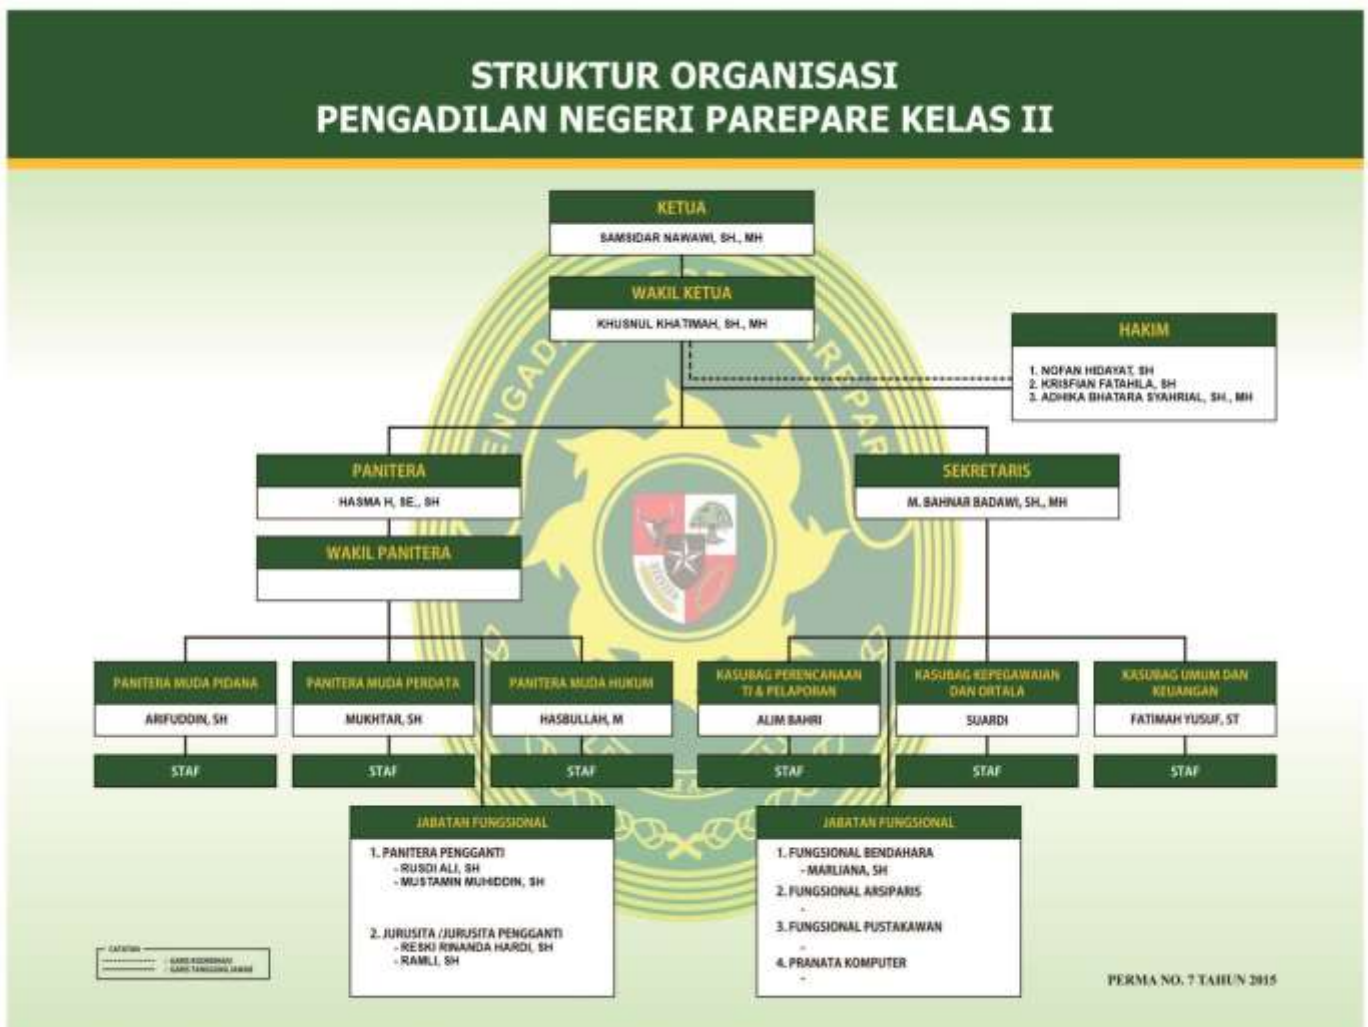 STRUKTUR ORGANISASI
PENGADILAN NEGERI PAREPARE KELAS II
KETUA
SAMSIDAR NAWAWI, SH., MH
WAKIL KETUA
KHUSNUL KHATIMAH, SH., MH
HAKIM
1. NOFAN HIDAYAT, SH
2. KRISFIAN FATAHILA, SH
3. ADHIKA BHATARA SYAHRIAL, SH., MH
PANITERA
HASMA H, SE., SH
SEKRETARIS
M. BAHNAR BADAWI, SH., MH
WAKIL PANITERA
PANITERA MUDA PIDANA
ARIFUDDIN, SH
STAF
PANITERA MUDA PERDATA
MUKHTAR, SH
STAF
PANITERA MUDA HUKUM
HASBULLAH, M
STAF
KASUBAG PERENCANAAN
TI & PELAPORAN
ALIM BAHRI
STAF
KASUBAG KEPEGAWAIAN
DAN ORTALA
SUARDI
STAF
KASUBAG UMUM DAN
KEUANGAN
FATIMAH YUSUF, ST
STAF
JABATAN FUNGSIONAL
1. PANITERA PENGGANTI
- RUSDI ALI, SH
- MUSTAMIN MUHIDDIN, SH
2. JURUSITA /JURUSITA PENGGANTI
- RESKI RINANDA HARDI, SH
- RAMLI, SH
JABATAN FUNGSIONAL
1. FUNGSIONAL BENDAHARA
- MARLIANA, SH
2. FUNGSIONAL ARSIPARIS
-
3. FUNGSIONAL PUSTAKAWAN
-
4. PRANATA KOMPUTER
-
CATATAN
: GARIS KOORDINASI
: GARIS TANGGUNG JAWAB
PERMA NO. 7 TAHUN 2015